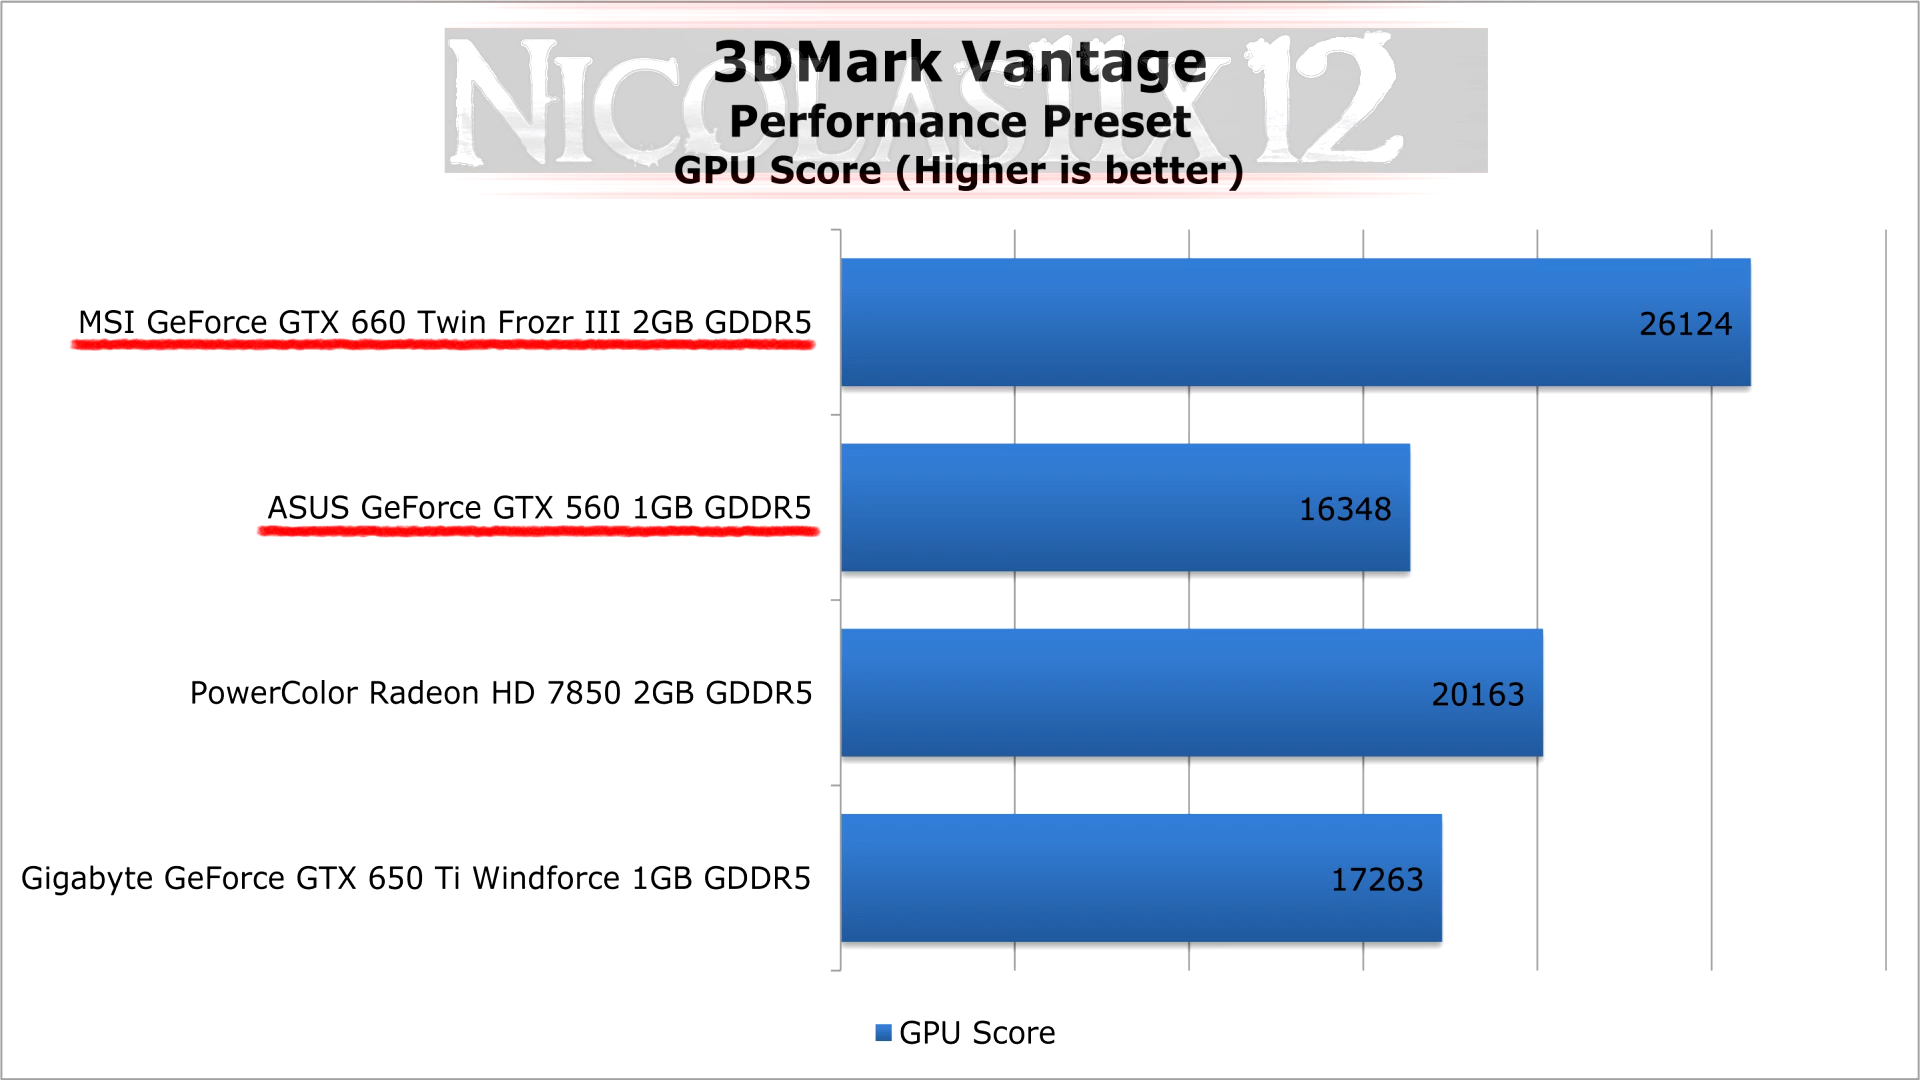 NICOLAS11X12
3DMark Vantage
Performance Preset
GPU Score (Higher is better)
MSI GeForce GTX 660 Twin Frozr III 2GB GDDR5
26124
ASUS GeForce GTX 560 1GB GDDR5
16348
PowerColor Radeon HD 7850 2GB GDDR5
20163
Gigabyte GeForce GTX 650 Ti Windforce 1GB GDDR5
17263
GPU Score